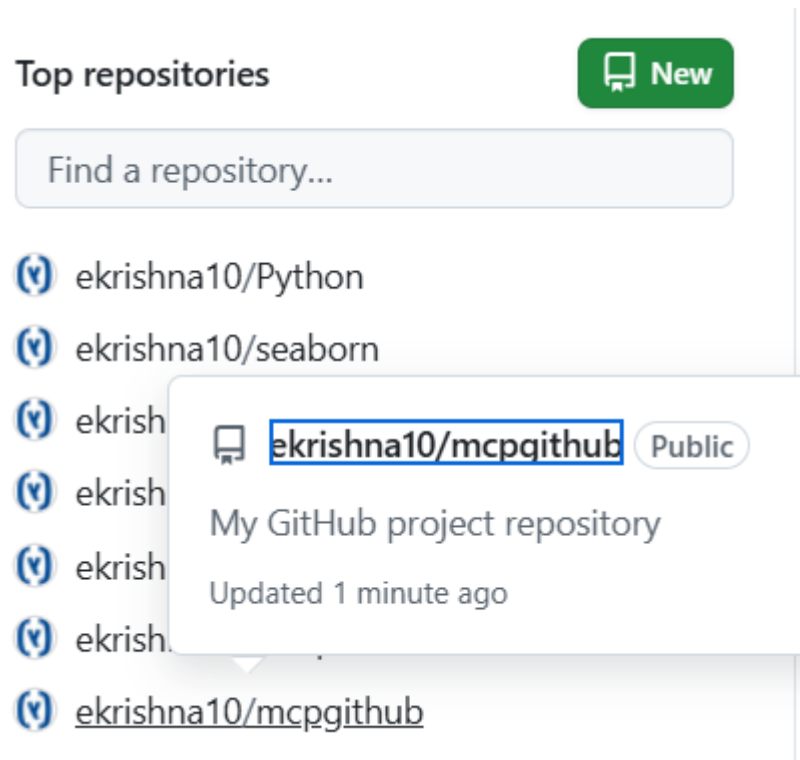 Top repositories
New
Find a repository...
ekrishna10/Python
ekrishna10/seaborn
ekrish
ekrishna10/mcpgithub Public
ekrish
My GitHub project repository
ekrish
Updated 1 minute ago
ekrish
ekrishna10/mcpgithub